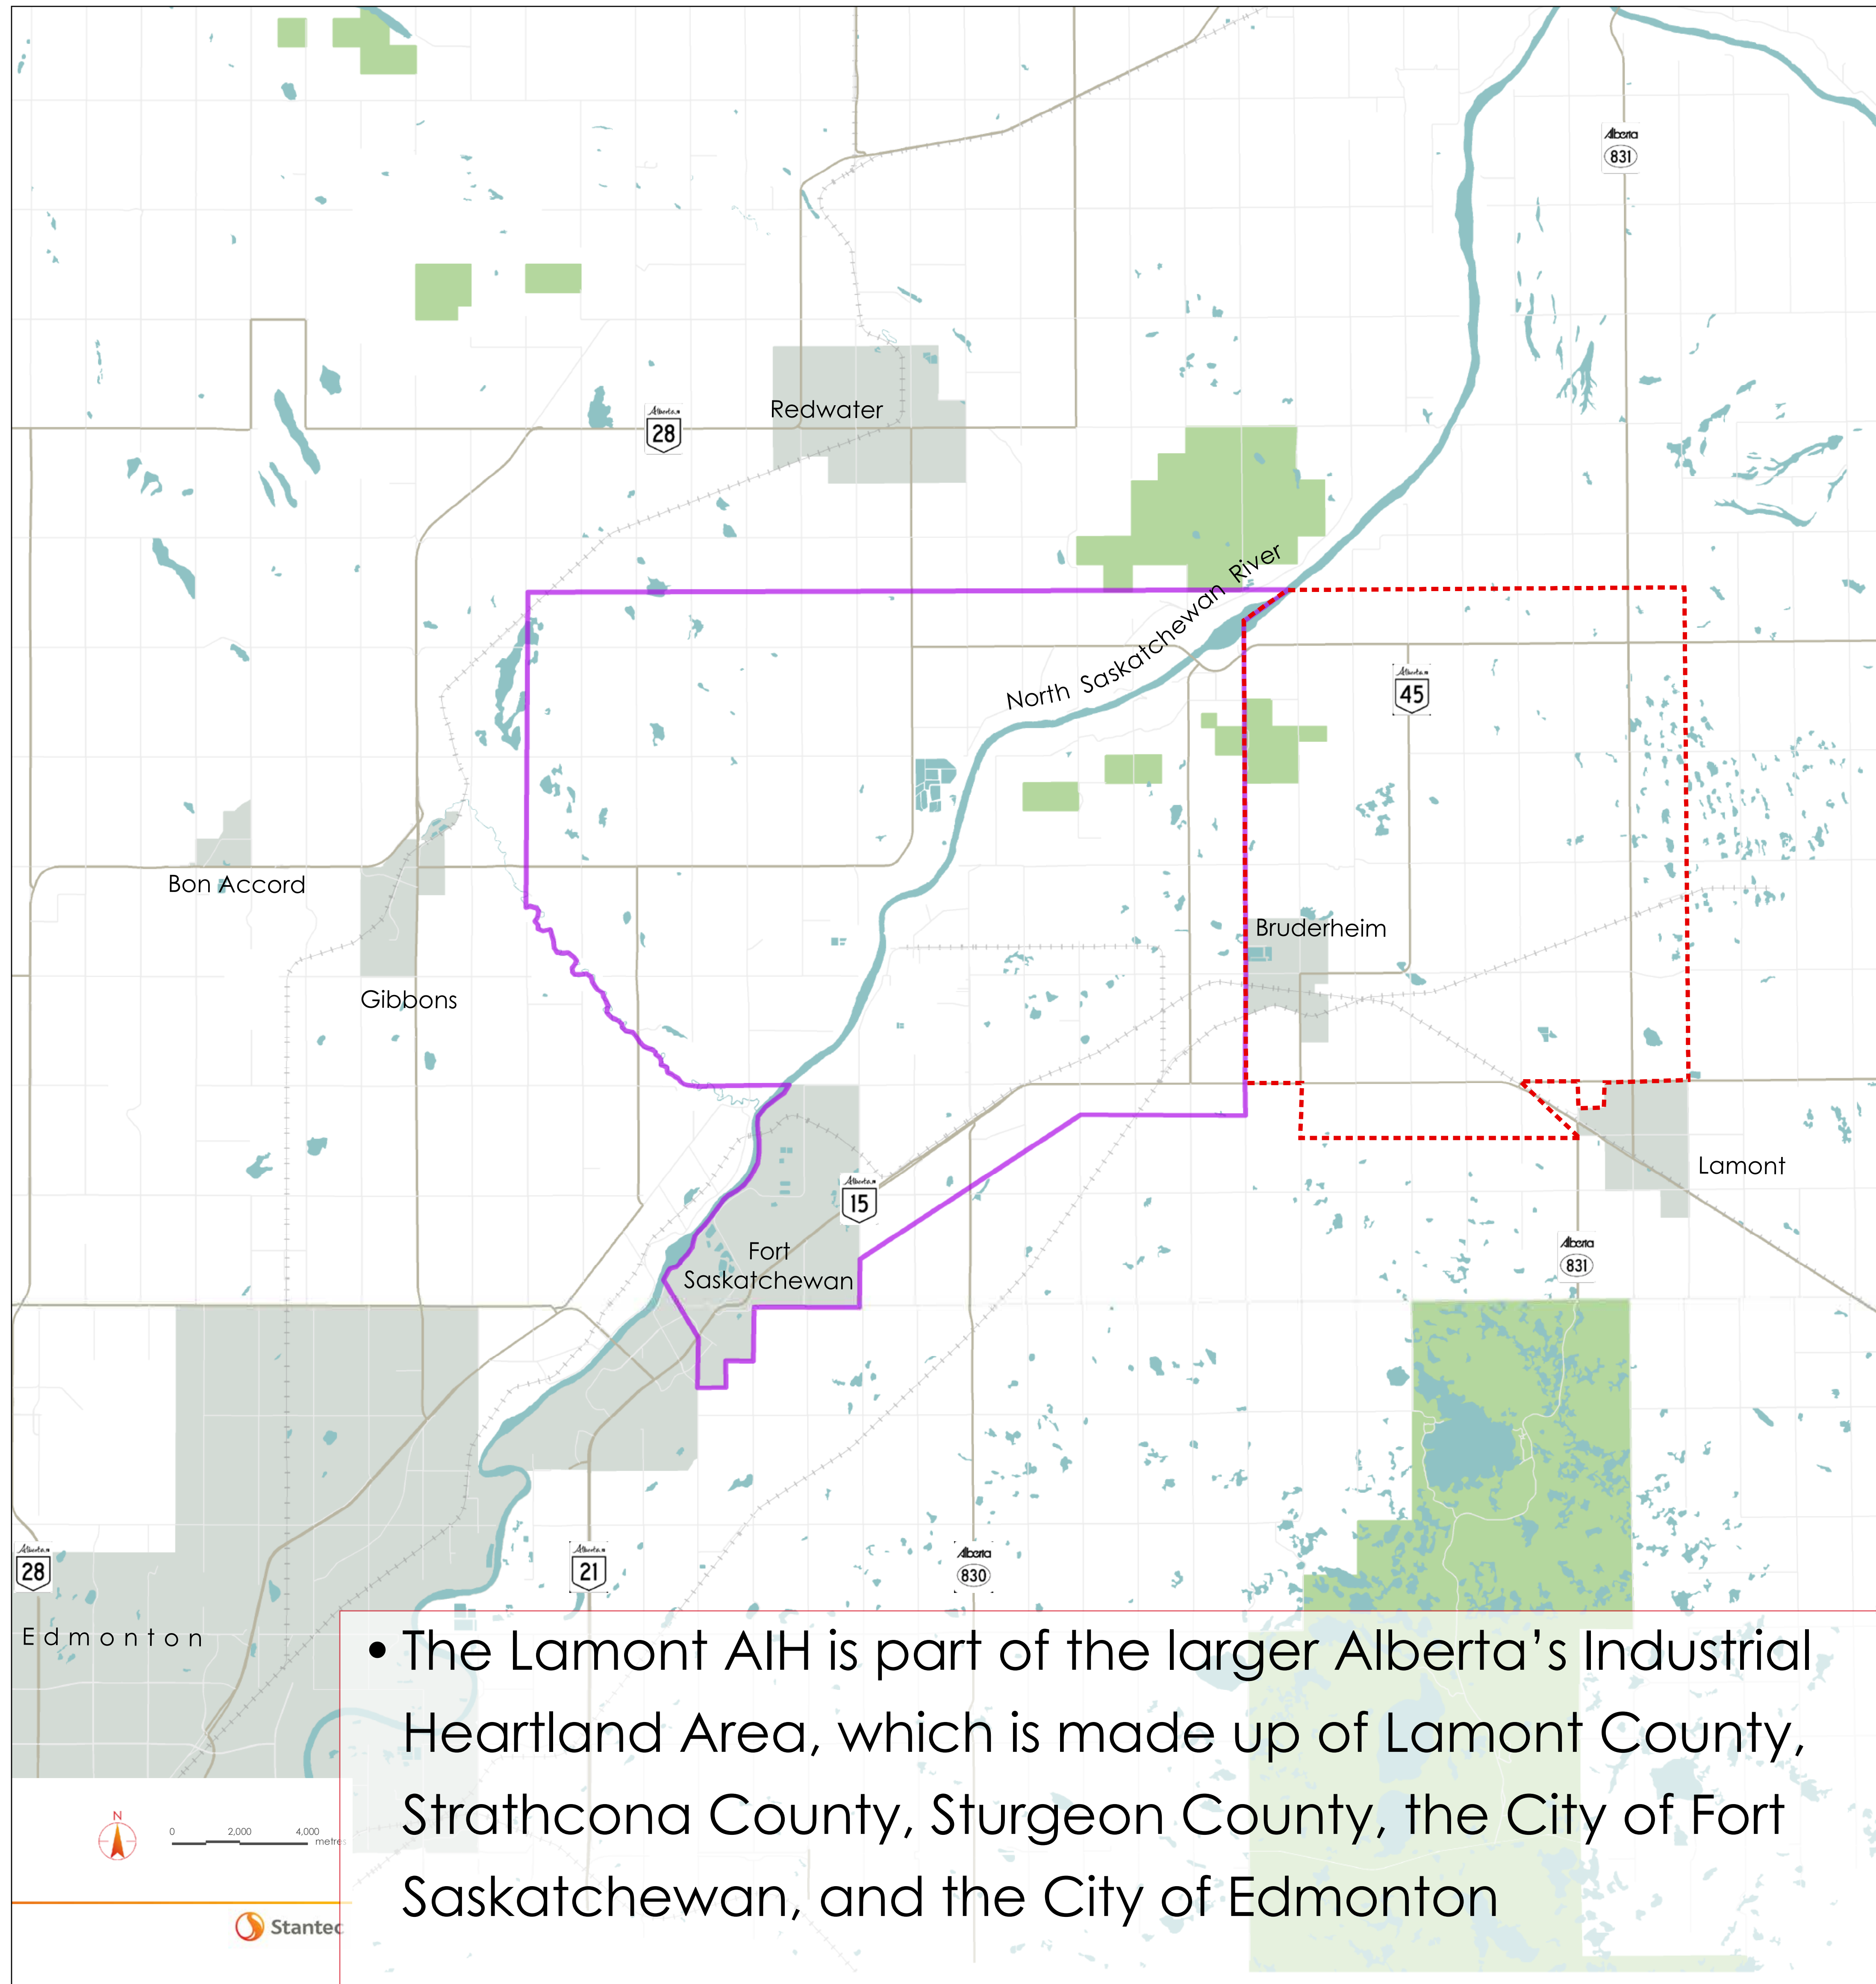 Alberta
831
Redwater
Alberta
28
North Saskatchewan River
Alberta
45
Bon Accord
Bruderheim
Gibbons
Lamont
Alberta
15
Fort
Saskatchewan
Alberta
831
Alberta
28
Alberta
21
Alberta
830
Edmonton
• The Lamont AIH is part of the larger Alberta’s Industrial
Heartland Area, which is made up of Lamont County,
Strathcona County, Sturgeon County, the City of Fort
Saskatchewan, and the City of Edmonton
N
0 2,000 4,000
metres
Stantec